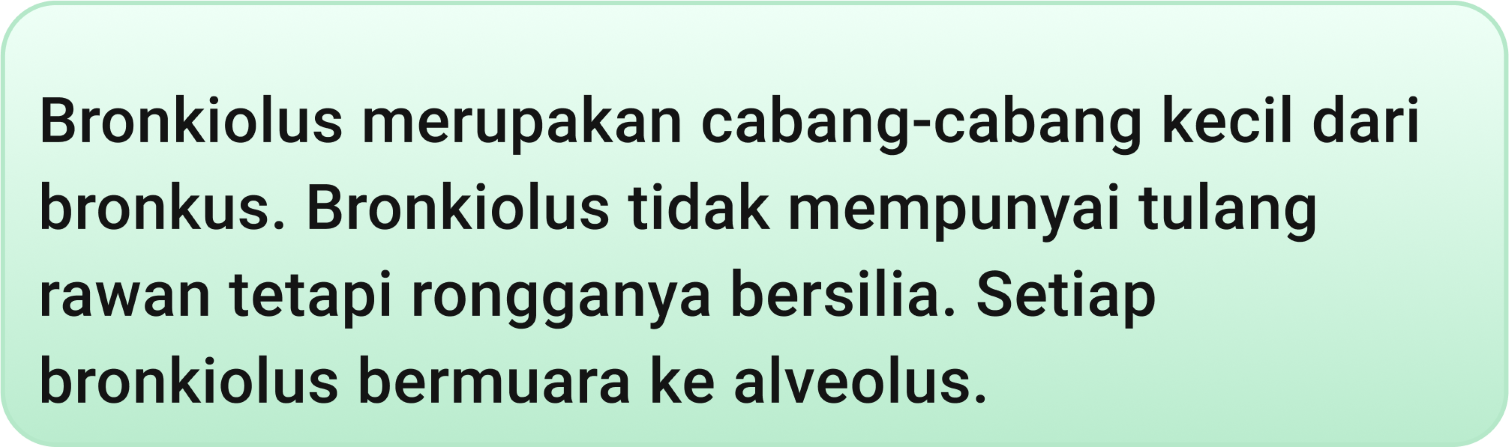 Bronkiolus merupakan cabang-cabang kecil dari
bronkus. Bronkiolus tidak mempunyai tulang
rawan tetapi rongganya bersilia. Setiap
bronkiolus bermuara ke alveolus.